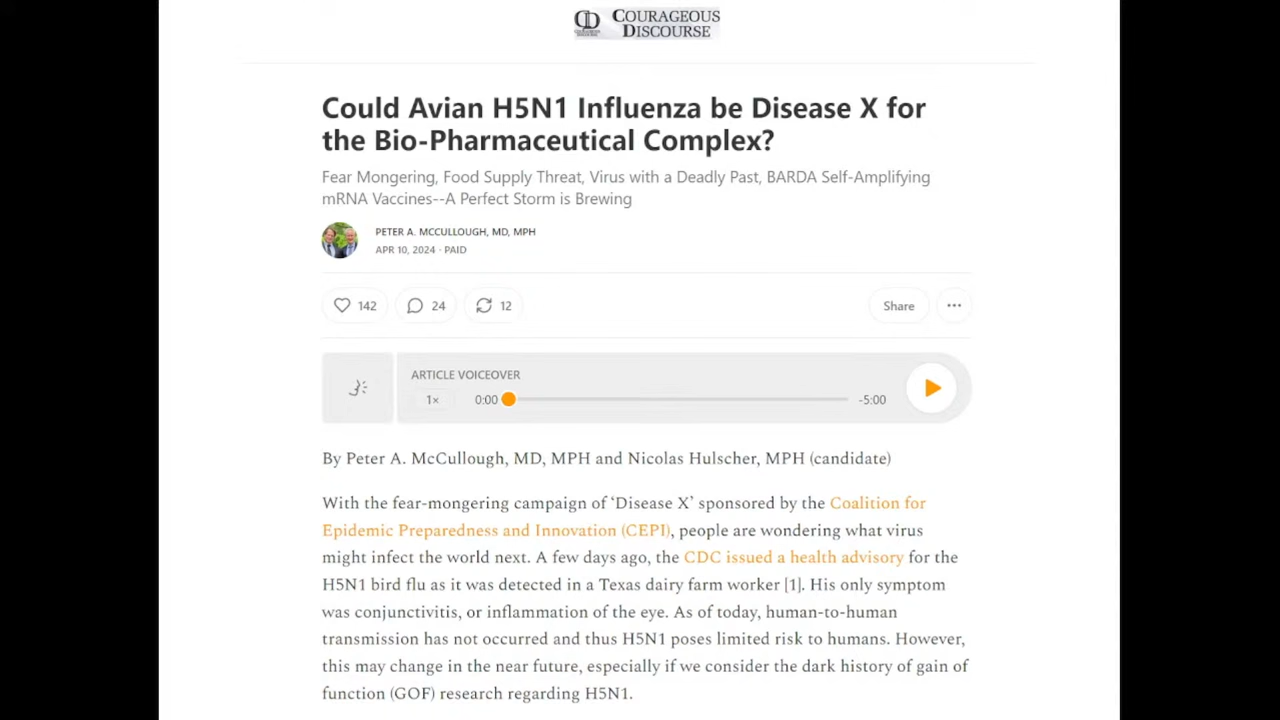 COURAGEOUS
DISCOURSE
Could Avian H5N1 Influenza be Disease X for
the Bio-Pharmaceutical Complex?
Fear Mongering, Food Supply Threat, Virus with a Deadly Past, BARDA Self-Amplifying
mRNA Vaccines--A Perfect Storm is Brewing
PETER A. MCCULLOUGH, MD, MPH
APR 10, 2024 · PAID
142
24
12
Share
ARTICLE VOICEOVER
1×
0:00
-5:00
By Peter A. McCullough, MD, MPH and Nicolas Hulscher, MPH (candidate)
With the fear-mongering campaign of ‘Disease X’ sponsored by the Coalition for
Epidemic Preparedness and Innovation (CEPI), people are wondering what virus
might infect the world next. A few days ago, the CDC issued a health advisory for the
H5N1 bird flu as it was detected in a Texas dairy farm worker [1]. His only symptom
was conjunctivitis, or inflammation of the eye. As of today, human-to-human
transmission has not occurred and thus H5N1 poses limited risk to humans. However,
this may change in the near future, especially if we consider the dark history of gain of
function (GOF) research regarding H5N1.